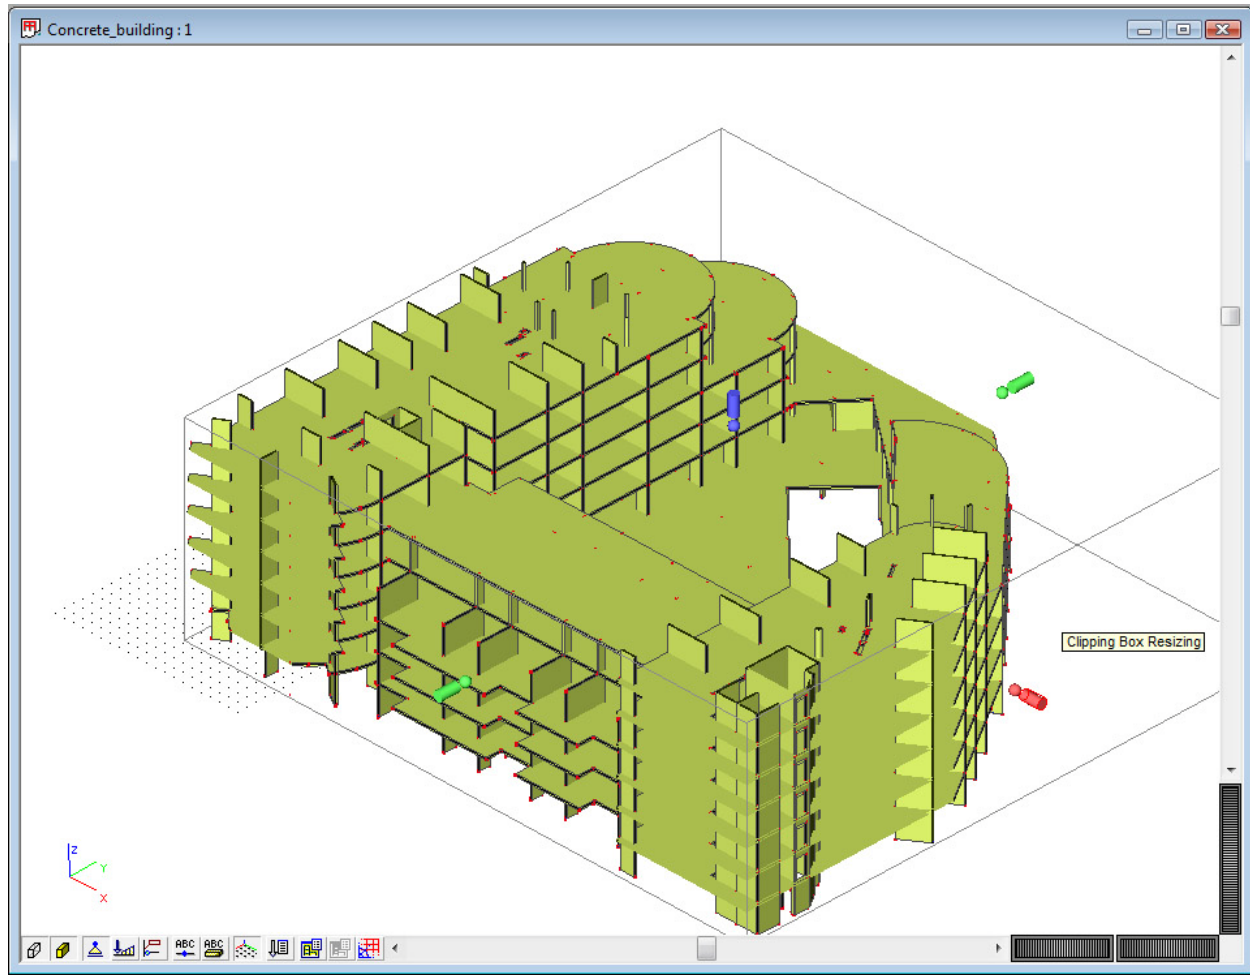 Concrete_building : 1
Clipping Box Resizing
Z
Y
X
ABC
ABC